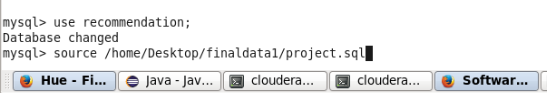 mysql> use recommendation;
Database changed
mysql> source /home/Desktop/finaldata1/project.sql
Hue - Fi... Java - Jav... cloudera... cloudera... Softwar...